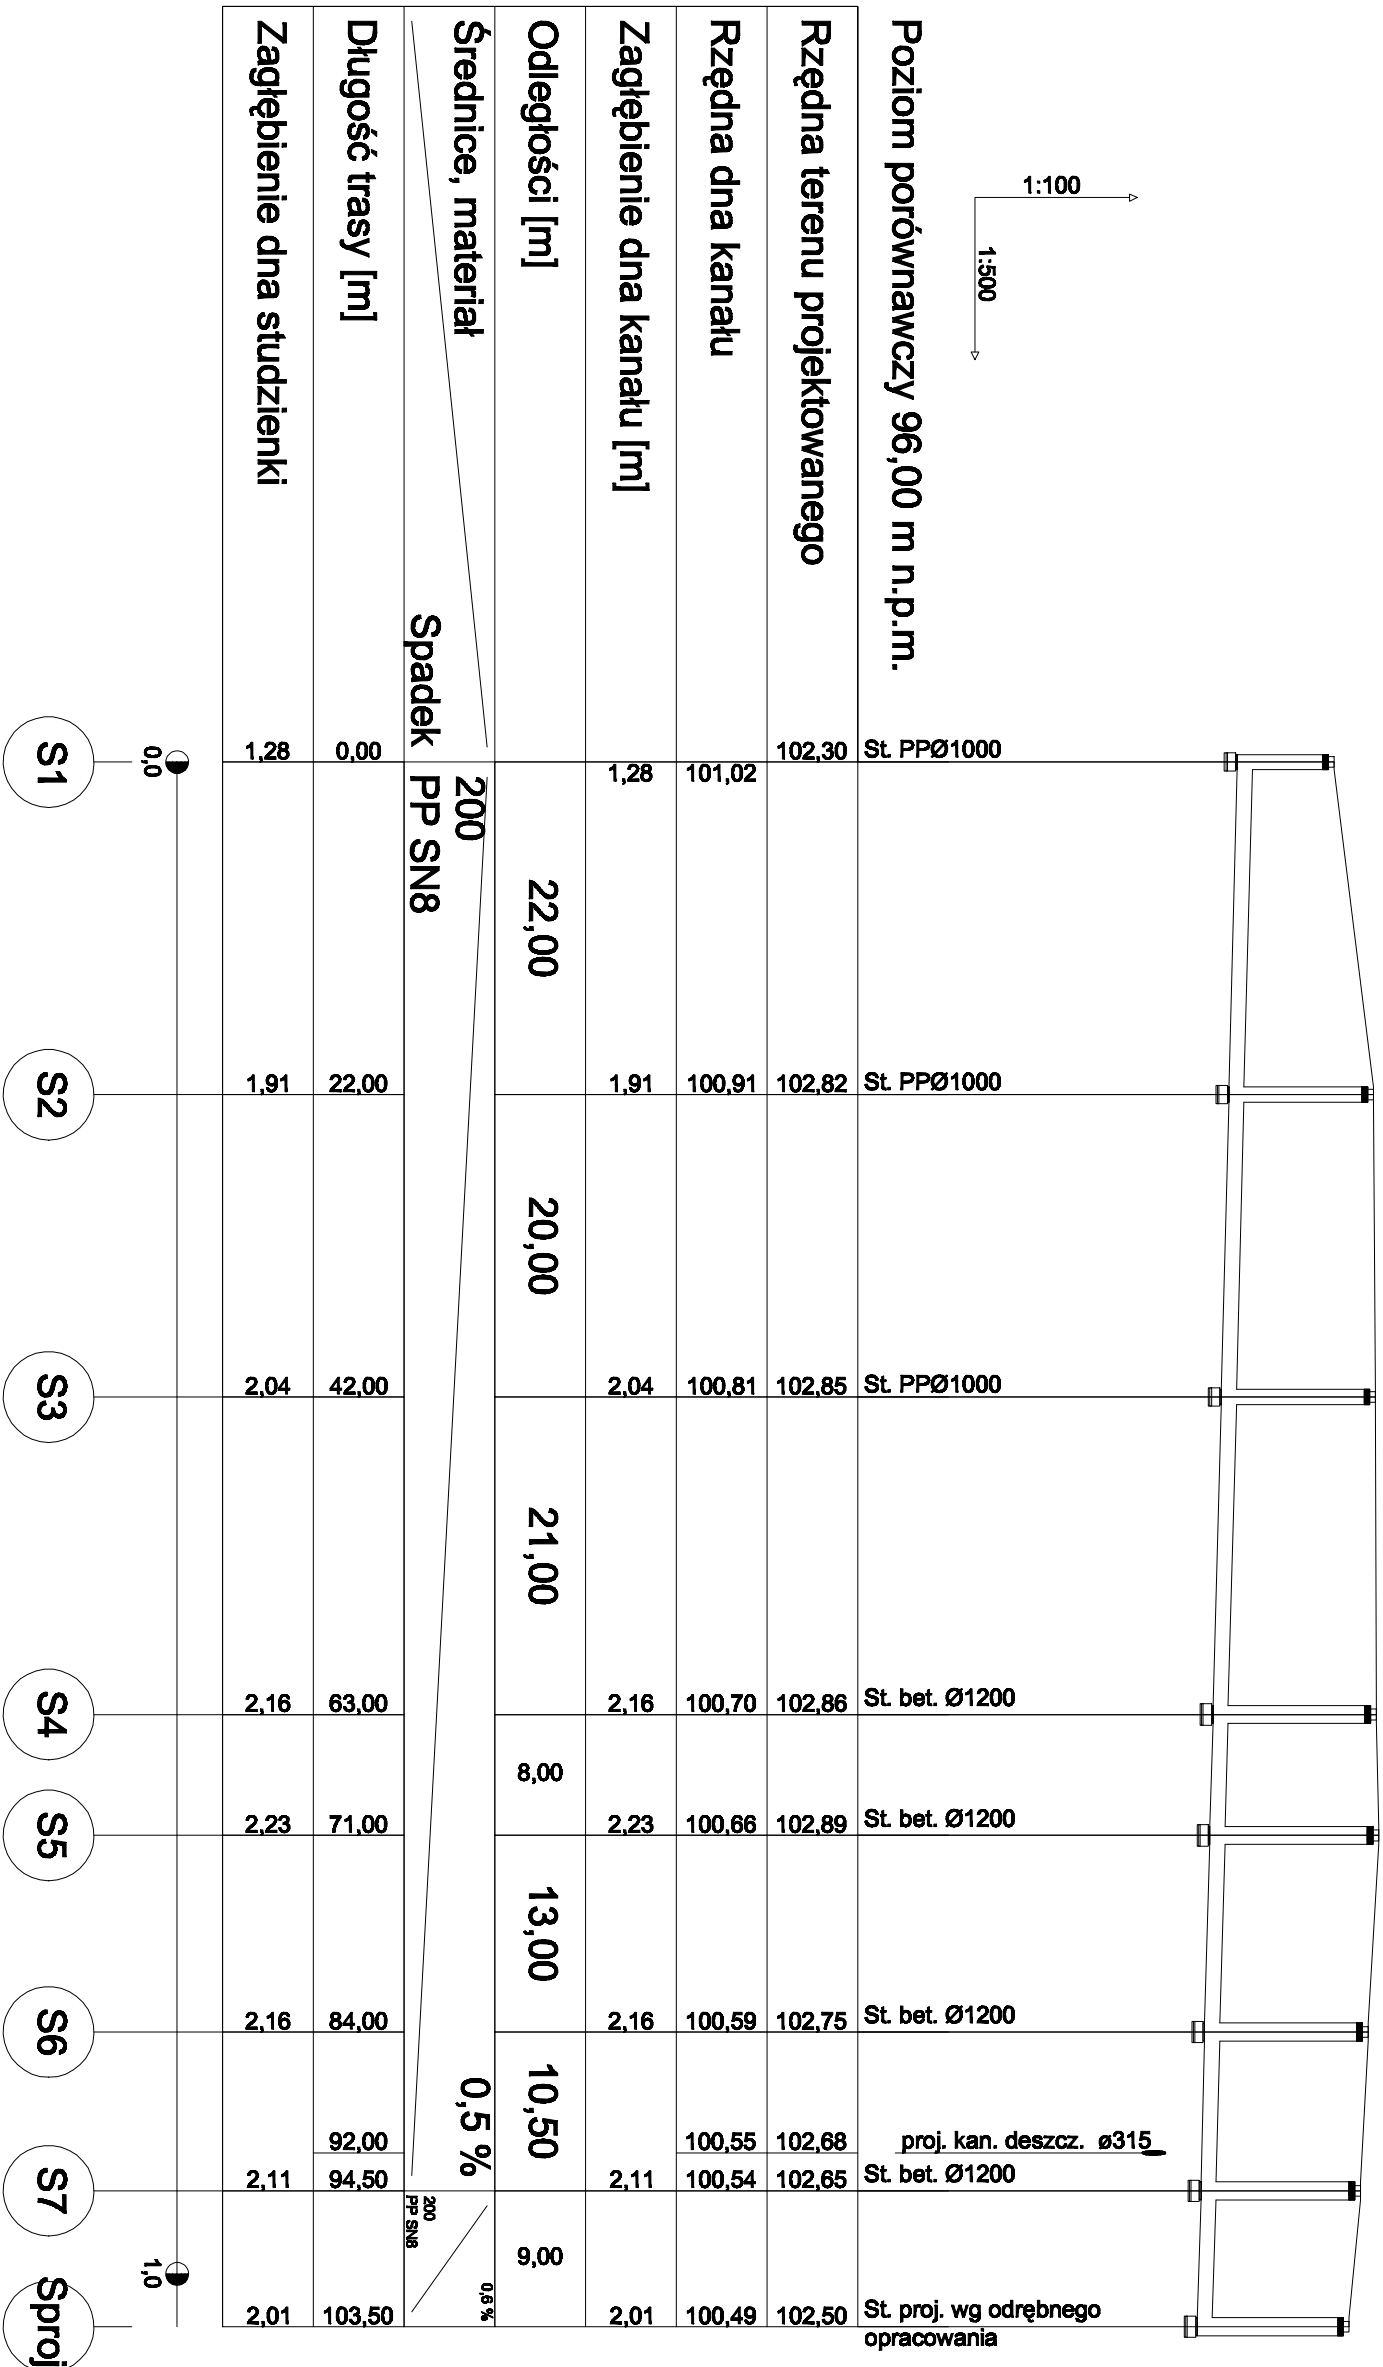 1:100
1:500
Poziom porównawczy 96,00 m n.p.m.
St. PPØ1000
St. PPØ1000
St. PPØ1000
St. bet. Ø1200
St. bet. Ø1200
St. bet. Ø1200
proj. kan. deszcz. ø315
St. bet. Ø1200
St. proj. wg odrębnego
opracowania
Rzędna terenu projektowanego 102,30 102,82 102,85 102,86 102,89 102,75 102,68 102,65 102,50
Rzędna dna kanału 101,02 100,91 100,81 100,70 100,66 100,59 100,55 100,54 100,49
Zagłębienie dna kanału [m] 1,28 1,91 2,04 2,16 2,23 2,16 2,11 2,01
Odległości [m] 22,00 20,00 21,00 8,00 13,00 10,50 9,00
Średnice, materiał 200 0,5 % 0,6 %
Spadek PP SN8 200
PP SN8
Długość trasy [m] 0,00 22,00 42,00 63,00 71,00 84,00 92,00 94,50 103,50
Zagłębienie dna studzienki 1,28 1,91 2,04 2,16 2,23 2,16 2,11 2,01
0,0 1,0
S1 S2 S3 S4 S5 S6 S7 Sproj